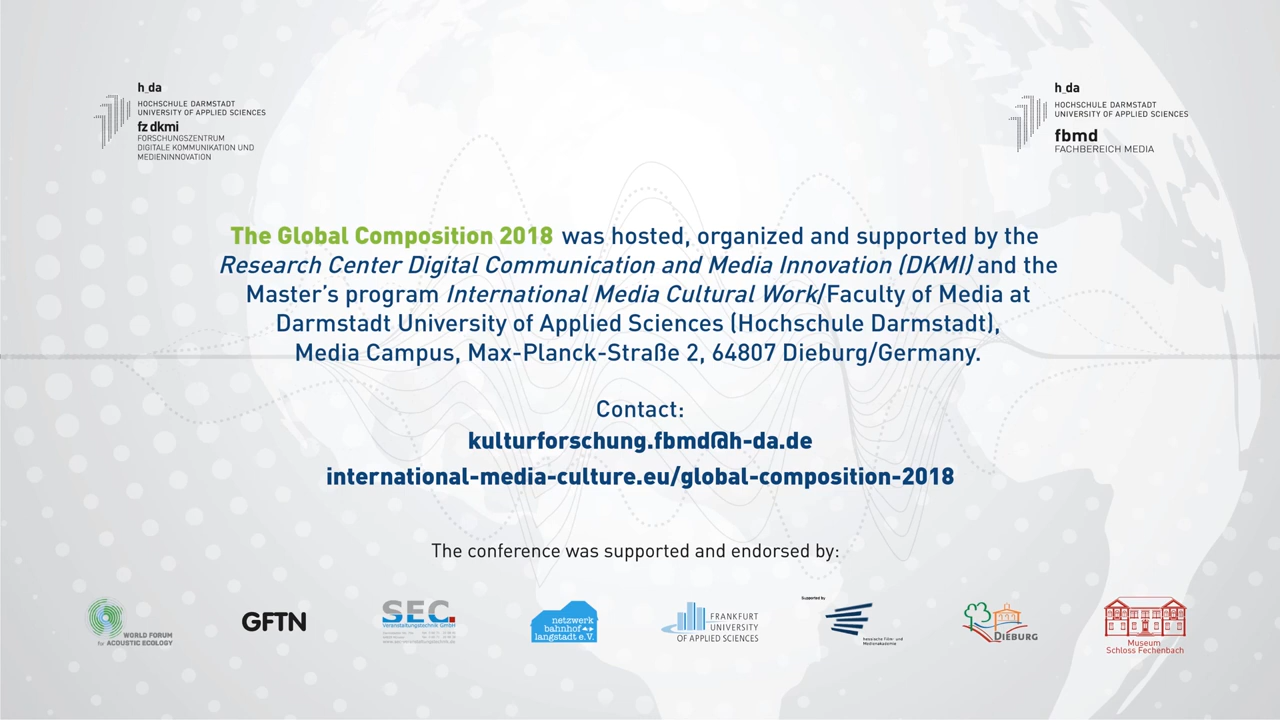 h_da
HOCHSCHULE DARMSTADT
UNIVERSITY OF APPLIED SCIENCES
fz dkmi
FORSCHUNGSZENTRUM
DIGITALE KOMMUNIKATION UND
MEDIENINNOVATION
h_da
HOCHSCHULE DARMSTADT
UNIVERSITY OF APPLIED SCIENCES
fbmd
FACHBEREICH MEDIA
The Global Composition 2018 was hosted, organized and supported by the
Research Center Digital Communication and Media Innovation (DKMI) and the
Master's program International Media Cultural Work/Faculty of Media at
Darmstadt University of Applied Sciences (Hochschule Darmstadt),
Media Campus, Max-Planck-Straße 2, 64807 Dieburg/Germany.
Contact:
kulturforschung.fbmd@h-da.de
international-media-culture.eu/global-composition-2018
The conference was supported and endorsed by:
WORLD FORUM
for ACOUSTIC ECOLOGY
GFTN
SEC.
Veranstaltungstechnik GmbH
netzwerk
bahnhof
langstadt e.V.
FRANKFURT
UNIVERSITY
OF APPLIED SCIENCES
Supported by
hessische Film- und
Medienakademie
DIEBURG
Museum
Schloss Fechenbach